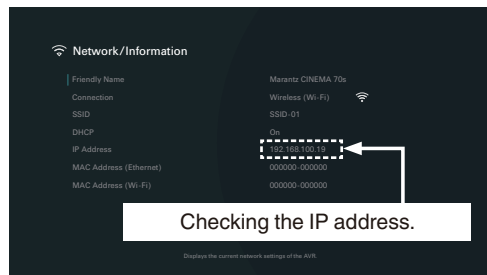 Network/Information
Friendly Name Marantz CINEMA 70s
Connection Wireless (Wi-Fi)
SSID SSID-01
DHCP On
IP Address 192.168.100.19
MAC Address (Ethernet) 000000-000000
MAC Address (Wi-Fi) 000000-000000
Checking the IP address.
Displays the current network settings of the AVR